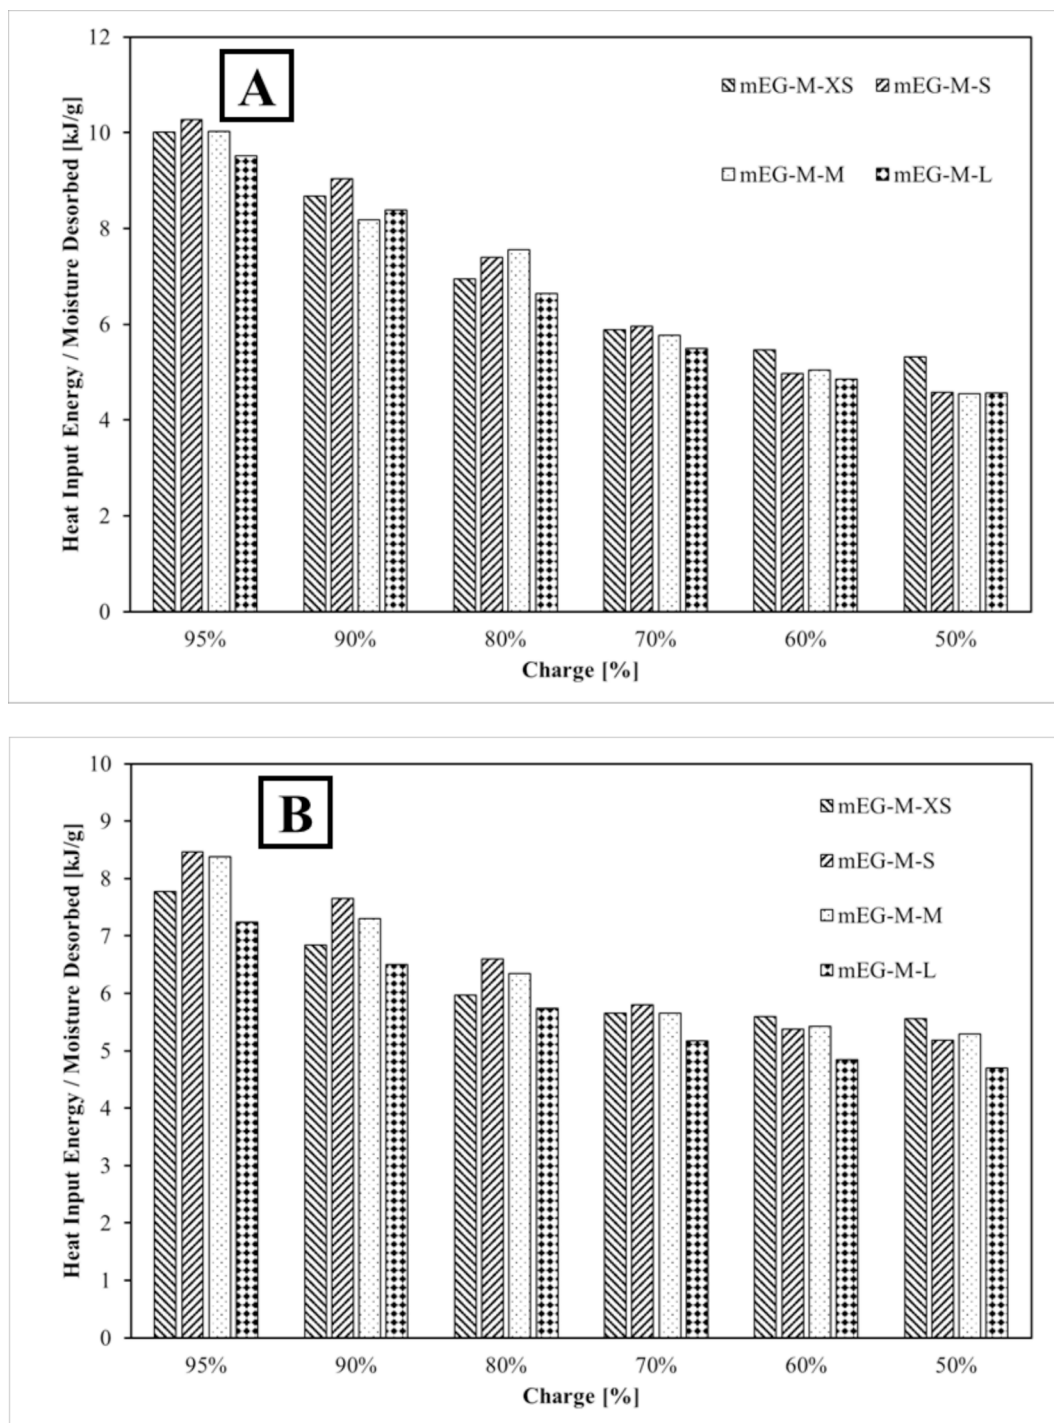 12
A
mEG-M-XS mEG-M-S
10
mEG-M-M mEG-M-L
8
6
4
2
0
Heat Input Energy / Moisture Desorbed [kJ/g]
95% 90% 80% 70% 60% 50%
Charge [%]
10
B
mEG-M-XS
9
mEG-M-S
8
mEG-M-M
7
mEG-M-L
6
5
4
3
2
1
0
Heat Input Energy / Moisture Desorbed [kJ/g]
95% 90% 80% 70% 60% 50%
Charge [%]